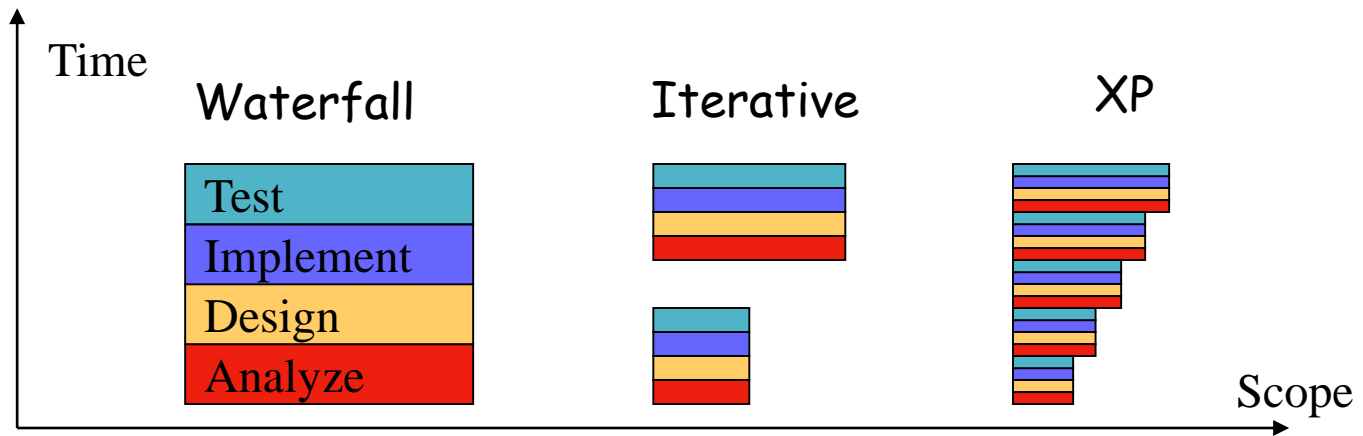 Time
Waterfall
Iterative
XP
Test
Implement
Design
Analyze
Scope